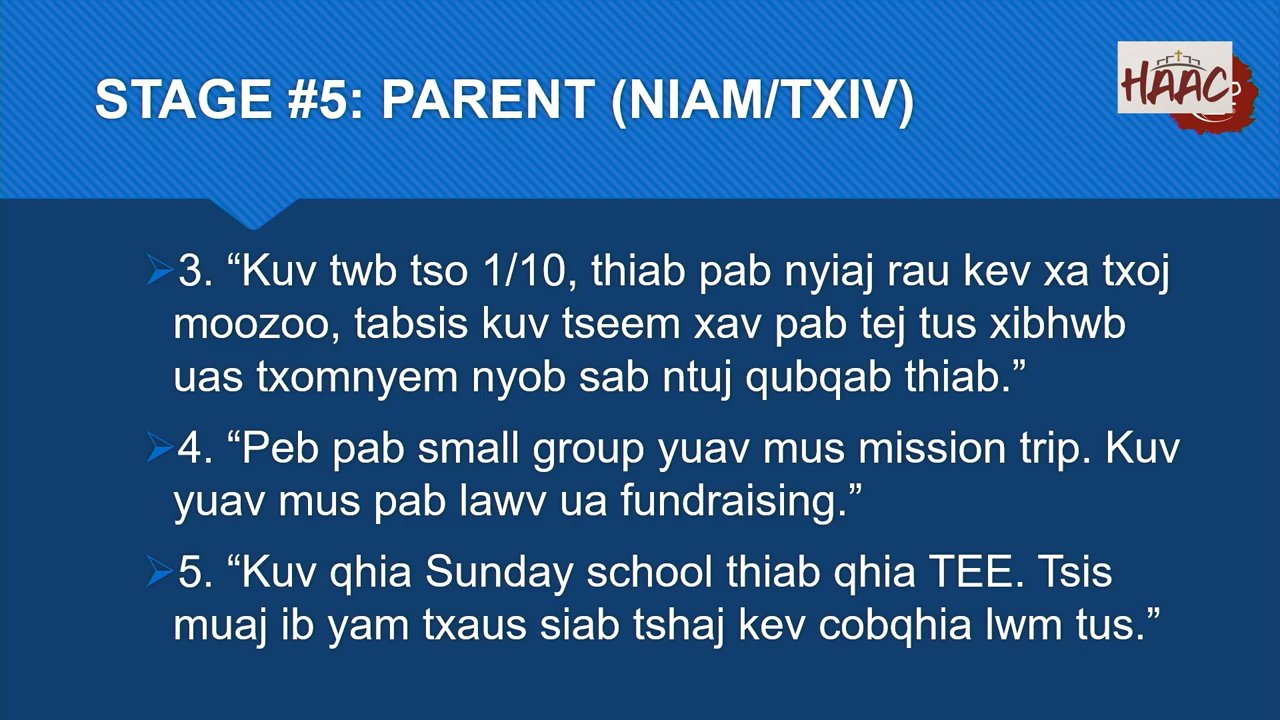 STAGE #5: PARENT (NIAM/TXIV)
HAAC
➢3. “Kuv twb tso 1/10, thiab pab nyiaj rau kev xa txoj
moozoo, tabsis kuv tseem xav pab tej tus xibhwb
uas txomnyem nyob sab ntuj qubqab thiab.”
➢4. “Peb pab small group yuav mus mission trip. Kuv
yuav mus pab lawv ua fundraising.”
➢5. “Kuv qhia Sunday school thiab qhia TEE. Tsis
muaj ib yam txaus siab tshaj kev cobqhia lwm tus.”